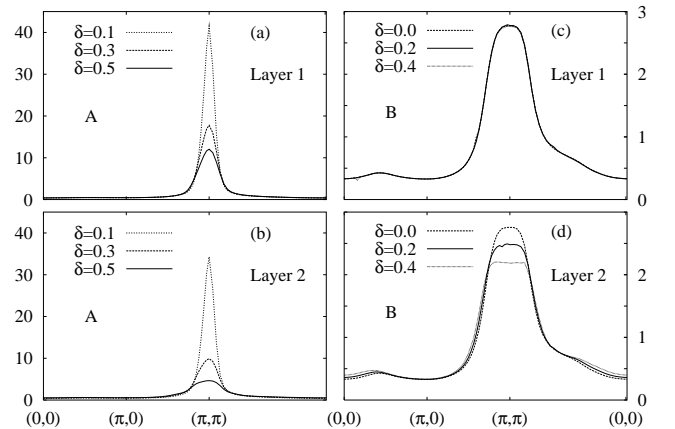 δ=0.1
δ=0.3
δ=0.5
(a)
Layer 1
A
40
30
20
10
0
δ=0.0
δ=0.2
δ=0.4
(c)
Layer 1
B
3
2
1
0
δ=0.1
δ=0.3
δ=0.5
(b)
Layer 2
A
40
30
20
10
0
(0,0) (π,0) (π,π)
δ=0.0
δ=0.2
δ=0.4
(d)
Layer 2
B
2
1
0
(0,0) (π,0) (π,π) (0,0)